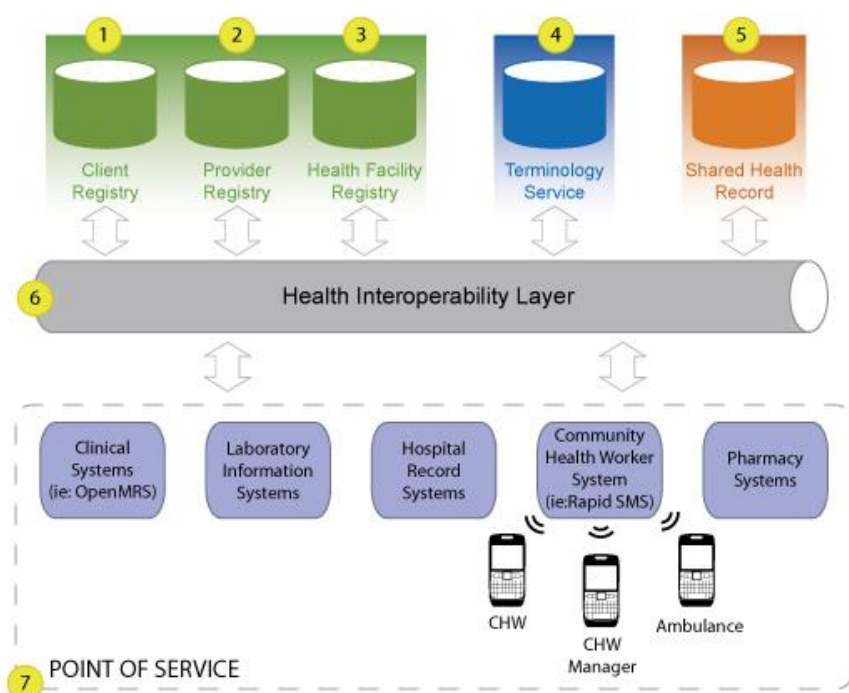 1
2
3
4
5
Client
Registry
Provider
Registry
Health Facility
Registry
Terminology
Service
Shared Health
Record
6
Health Interoperability Layer
Clinical
Systems
(ie: OpenMRS)
Laboratory
Information
Systems
Hospital
Record
Systems
Community
Health Worker
System
(ie:Rapid SMS)
Pharmacy
Systems
CHW
CHW
Manager
Ambulance
7
POINT OF SERVICE